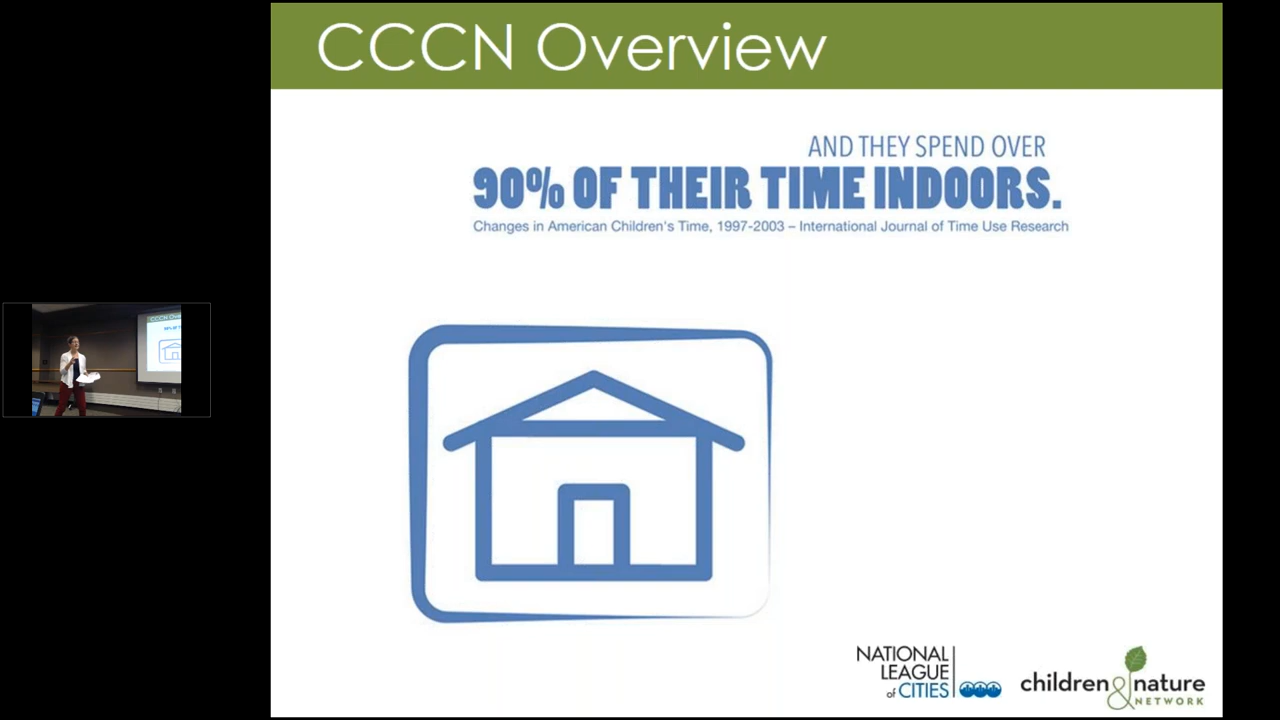 CCCN Overview
AND THEY SPEND OVER
90% OF THEIR TIME INDOORS.
Changes in American Children's Time, 1997-2003 – International Journal of Time Use Research
NATIONAL
LEAGUE
of CITIES
children & nature
NETWORK